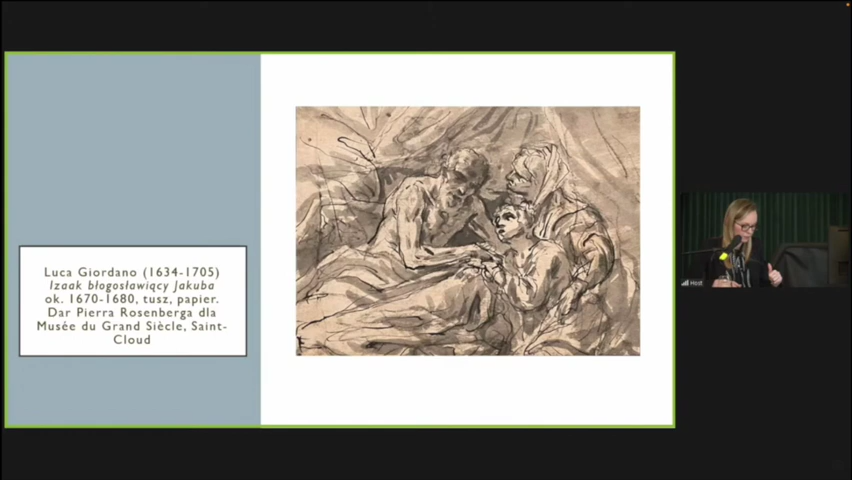 Luca Giordano (1634-1705)
Izaak błogosławiący Jakuba
ok. 1670-1680, tusz, papier.
Dar Pierra Rosenberga dla
Musée du Grand Siècle, Saint-
Cloud
Host